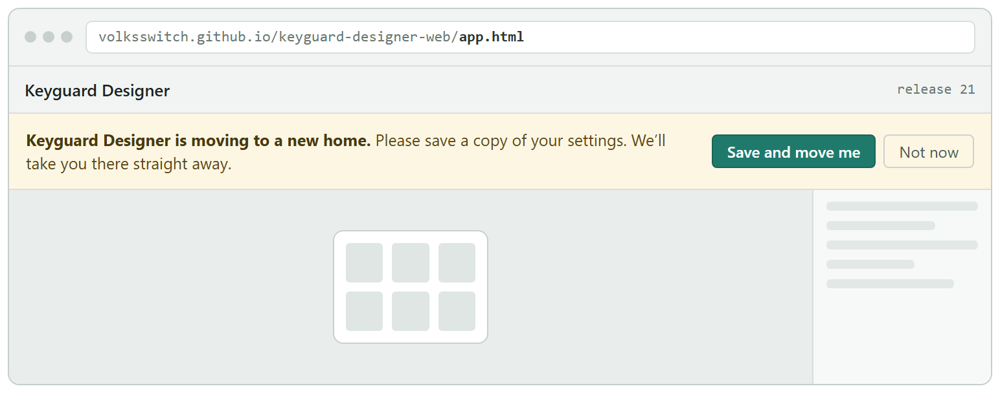 volksswitch.github.io/keyguard-designer-web/app.html
Keyguard Designer
release 21
Keyguard Designer is moving to a new home. Please save a copy of your settings. We’ll
take you there straight away.
Save and move me
Not now